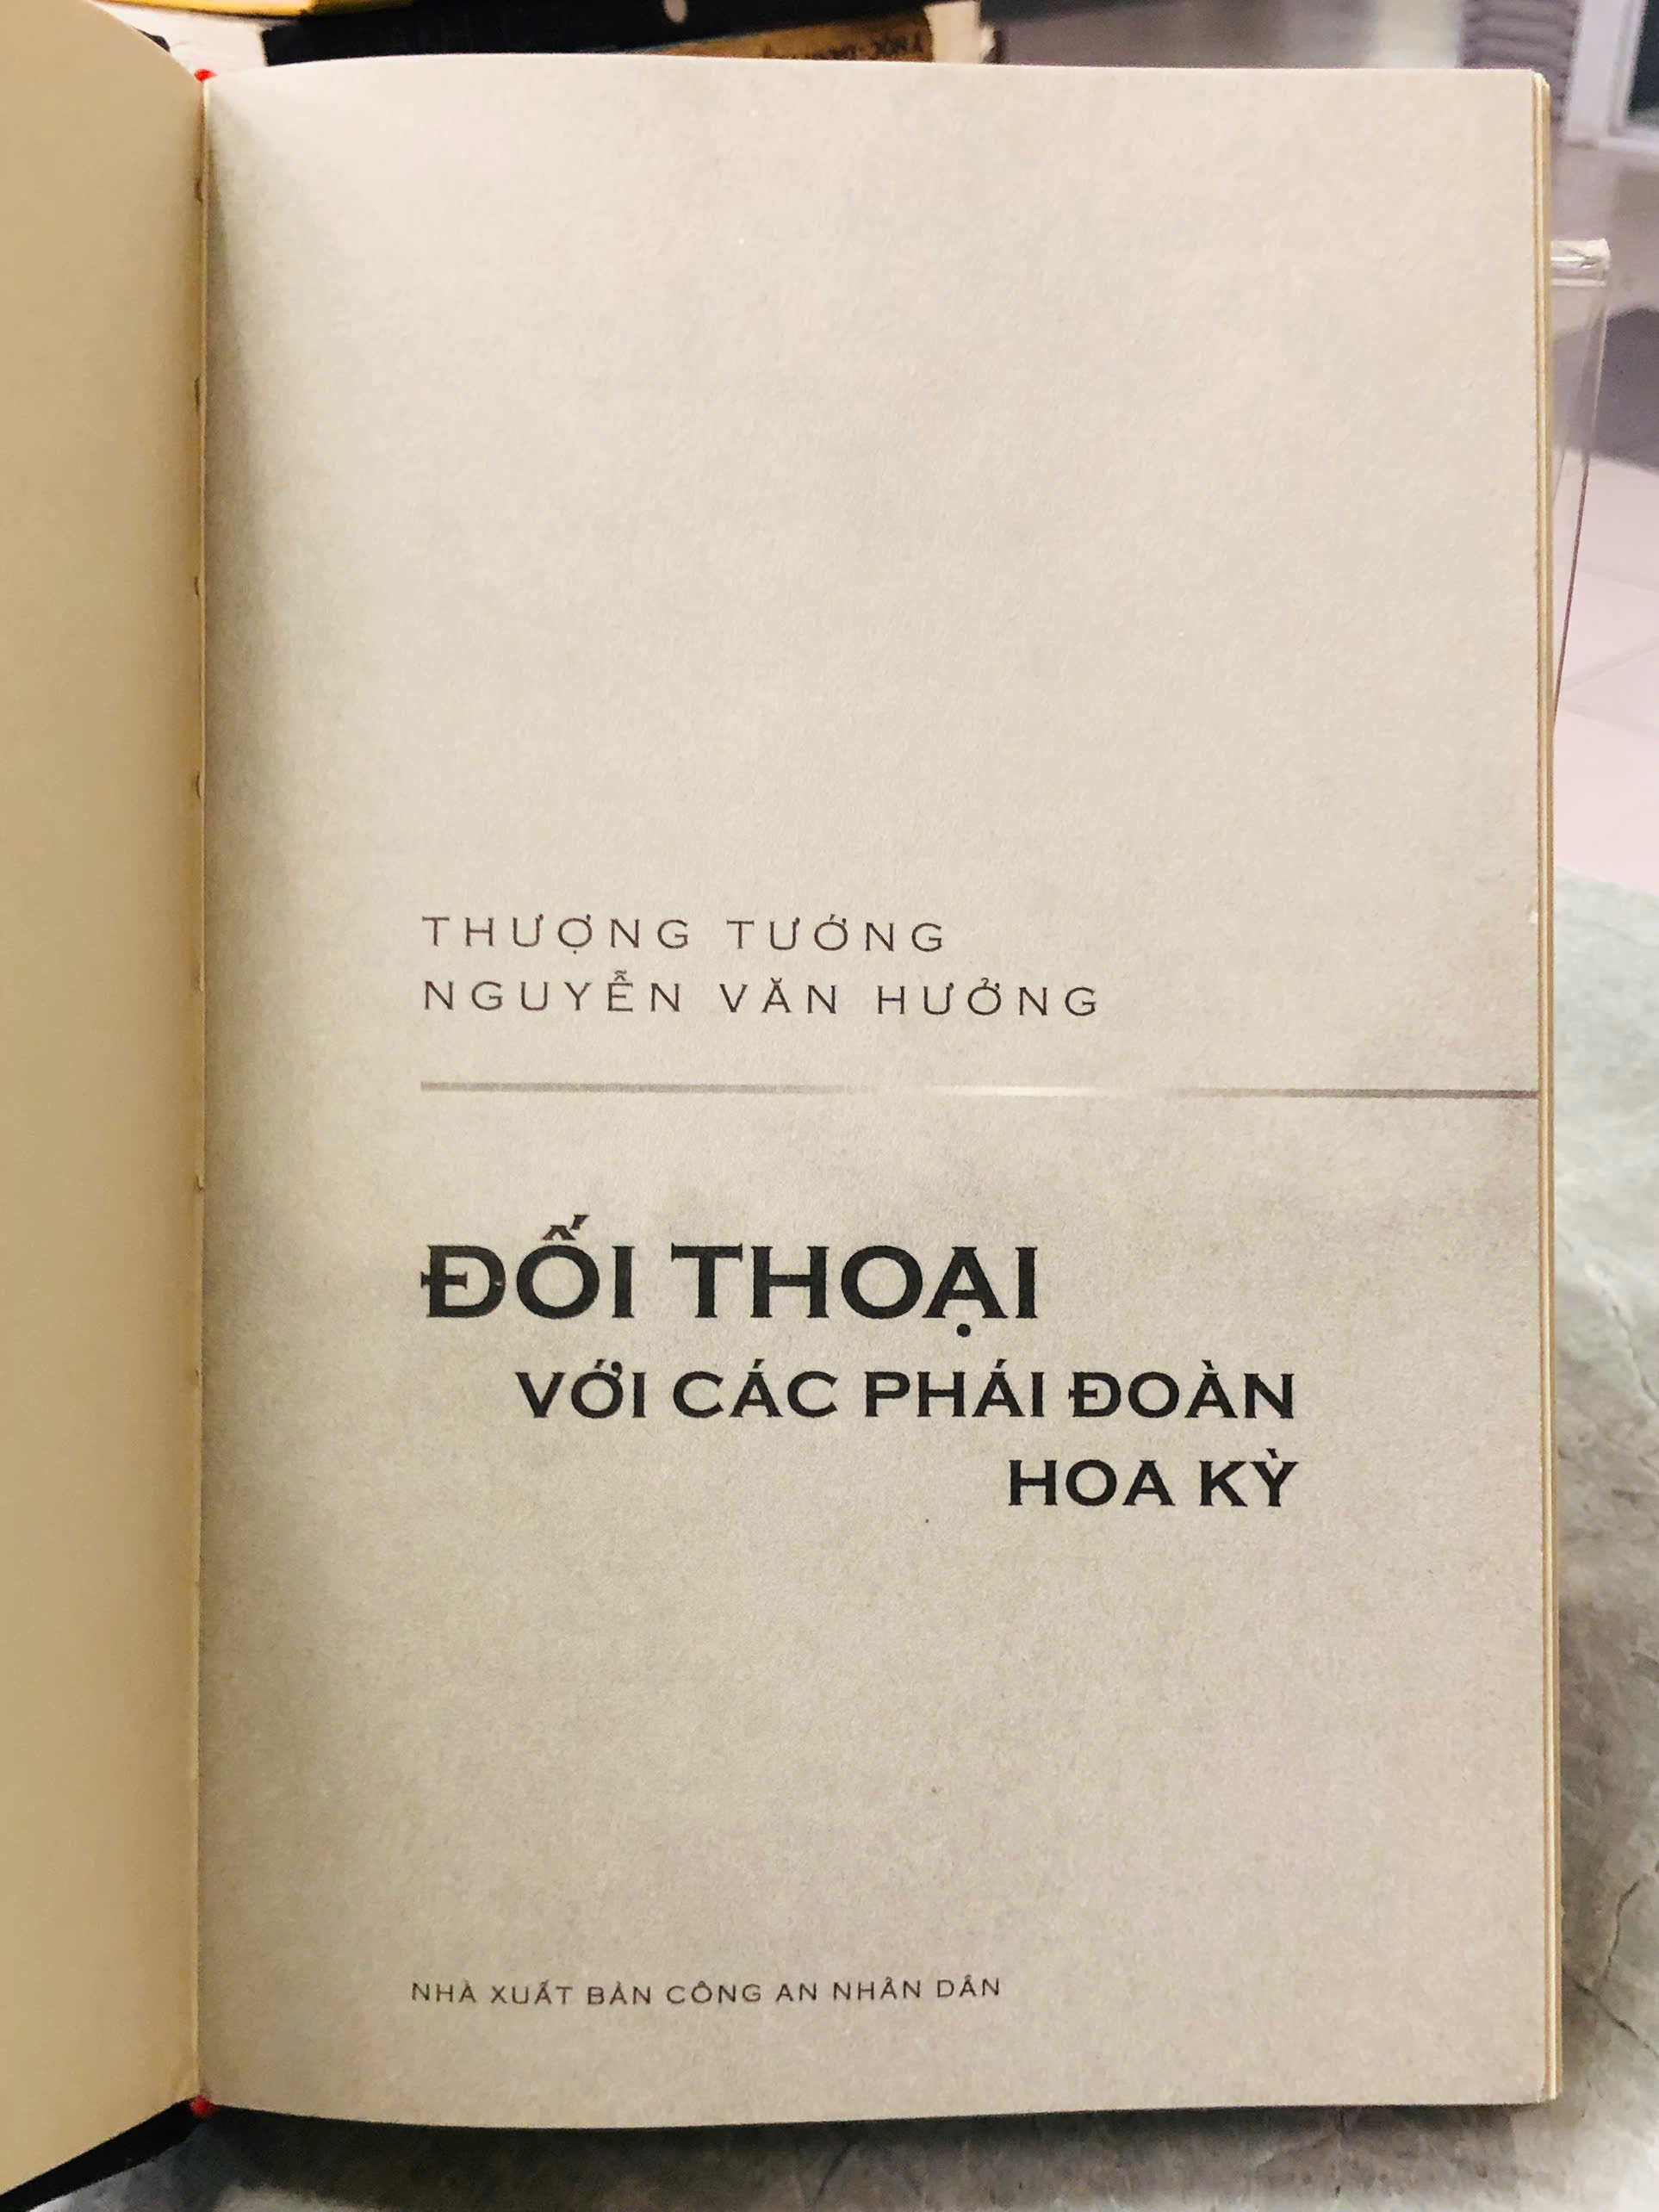 THƯỢNG TƯỚNG
NGUYỄN VĂN HƯỞNG
ĐỐI THOẠI
VỚI CÁC PHÁI ĐOÀN
HOA KỲ
NHÀ XUẤT BẢN CÔNG AN NHÂN DÂN